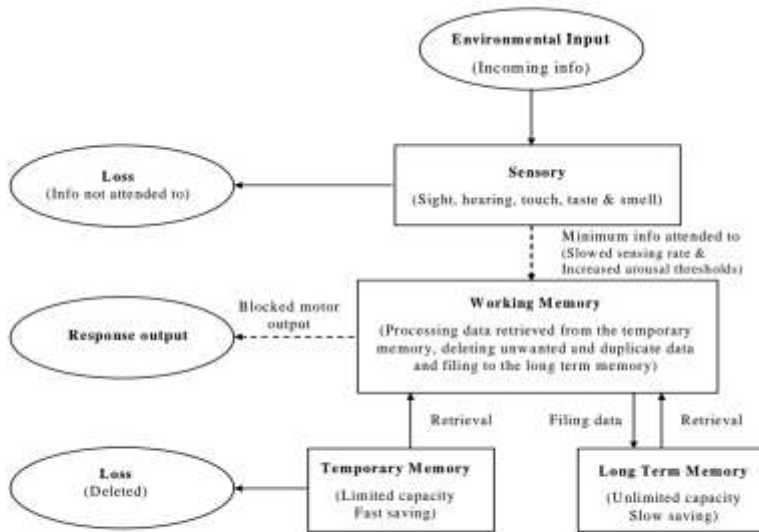 Environmental Input
(Incoming info)
Loss
(Info not attended to)
Sensory
(Sight, hearing, touch, taste & smell)
Minimum info attended to
(Slowed sensing rate &
Increased arousal thresholds)
Working Memory
(Processing data retrieved from the temporary
memory, deleting unwanted and duplicate data
and filing to the long term memory)
Blocked motor
output
Response output
Retrieval
Filing data
Retrieval
Loss
(Deleted)
Temporary Memory
(Limited capacity
Fast saving)
Long Term Memory
(Unlimited capacity
Slow saving)